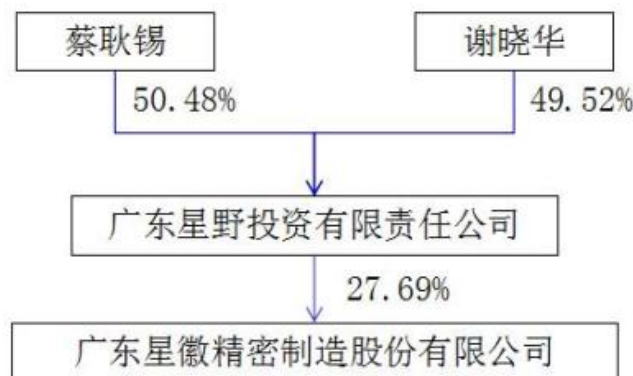 蔡耿锡
谢晓华
50.48%
49.52%
广东星野投资有限责任公司
27.69%
广东星徽精密制造股份有限公司